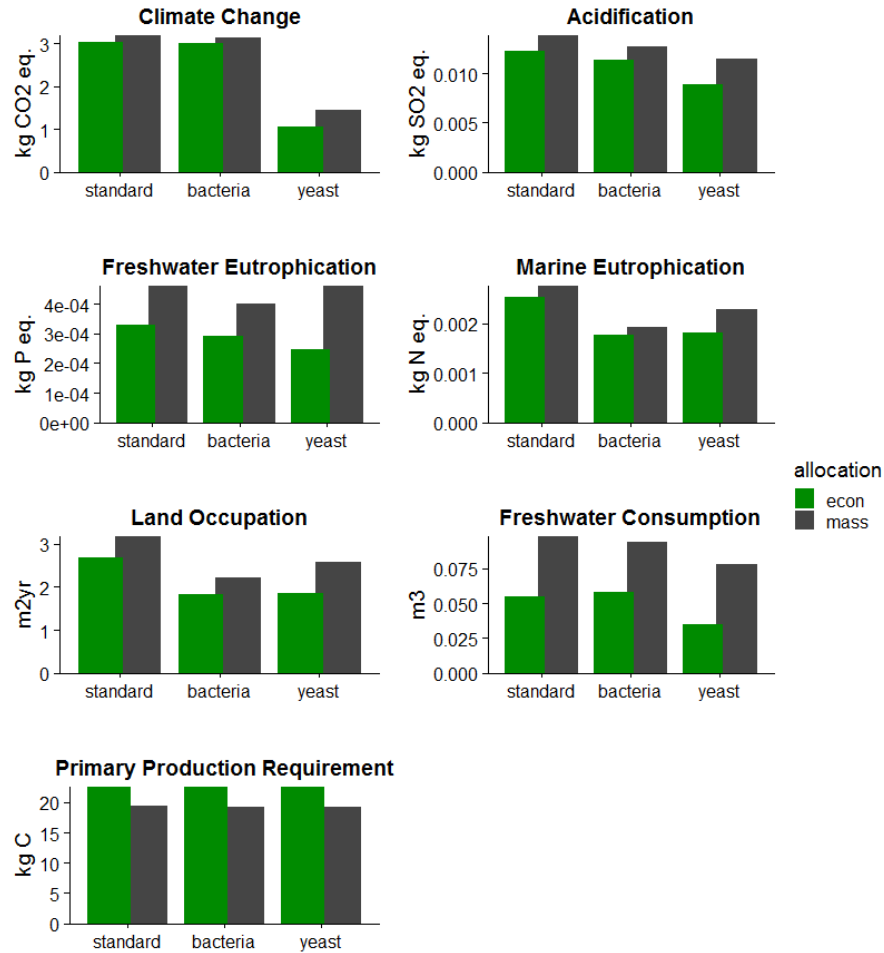 Climate Change
kg CO2 eq.
3
2
1
0
standard bacteria yeast
Acidification
kg SO2 eq.
0.010
0.005
0.000
standard bacteria yeast
Freshwater Eutrophication
kg P eq.
4e-04
3e-04
2e-04
1e-04
0e+00
standard bacteria yeast
Marine Eutrophication
kg N eq.
0.002
0.001
0.000
standard bacteria yeast
allocation
econ
mass
Land Occupation
m2yr
3
2
1
0
standard bacteria yeast
Freshwater Consumption
m3
0.075
0.050
0.025
0.000
standard bacteria yeast
Primary Production Requirement
kg C
20
15
10
5
0
standard bacteria yeast